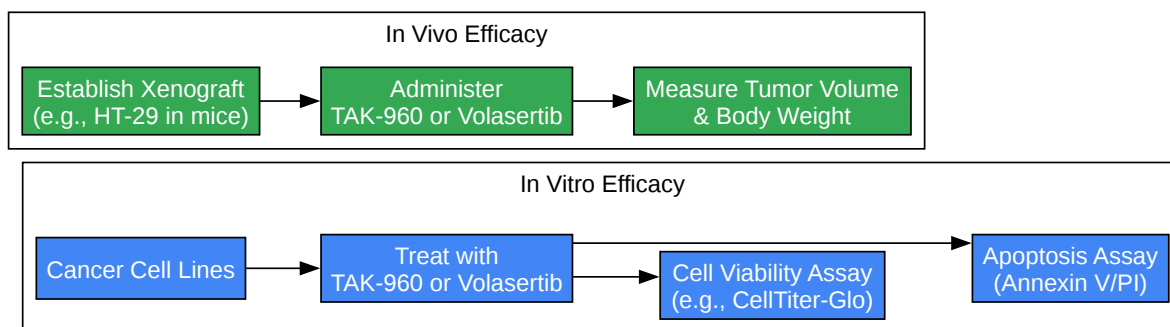 In Vivo Efficacy
Establish Xenograft
(e.g., HT-29 in mice)
Administer
TAK-960 or Volasertib
Measure Tumor Volume
& Body Weight
In Vitro Efficacy
Cancer Cell Lines
Treat with
TAK-960 or Volasertib
Cell Viability Assay
(e.g., CellTiter-Glo)
Apoptosis Assay
(Annexin V/PI)